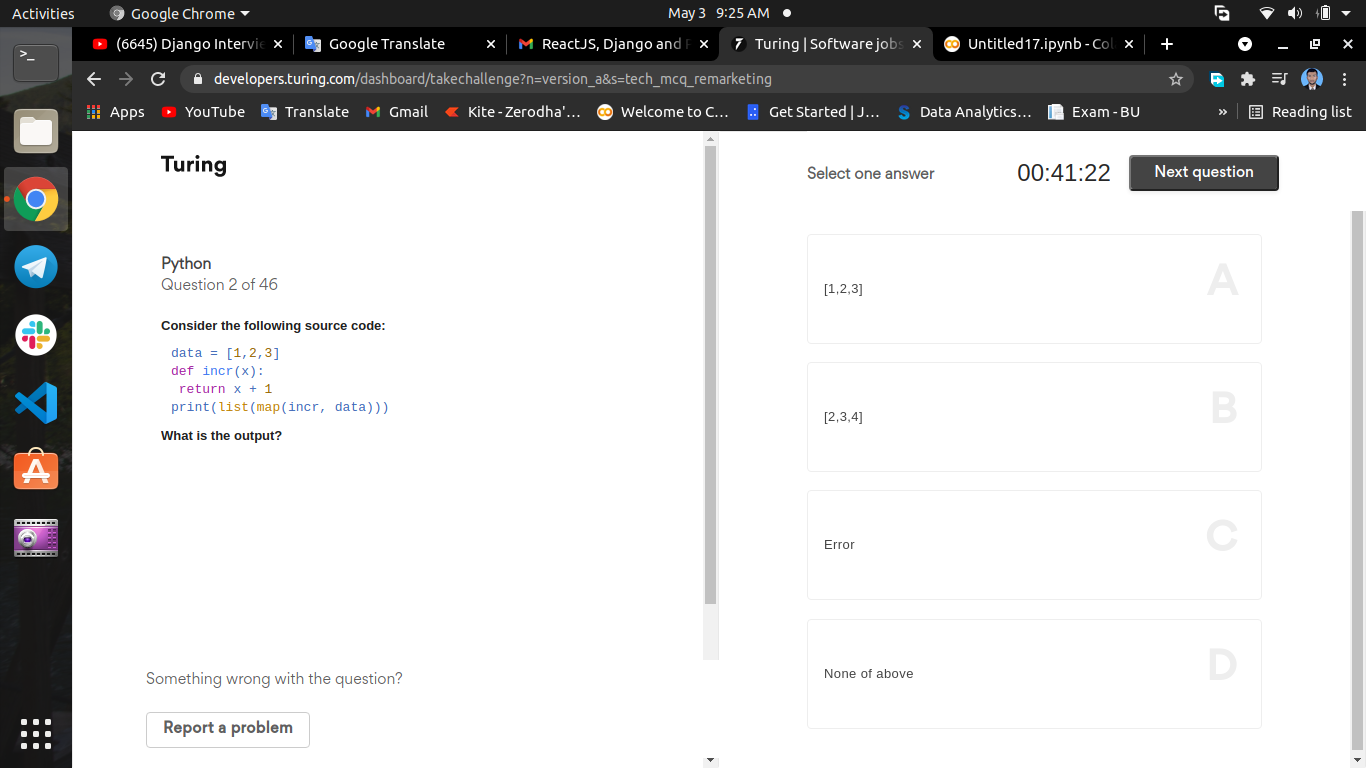 Activities
Google Chrome
May 3 9:25 AM
(6645) Django Intervie
Google Translate
ReactJS, Django and
Turing | Software jobs
Untitled17.ipynb - Col
developers.turing.com/dashboard/takechallenge?n=version_a&s=tech_mcq_remarketing
Apps
YouTube
Translate
Gmail
Kite - Zerodha'...
Welcome to C...
Get Started | J...
Data Analytics...
Exam - BU
»
Reading list
Turing
Select one answer
00:41:22
Next question
Python
Question 2 of 46
Consider the following source code:
data = [1,2,3]
def incr(x):
 return x + 1
print(list(map(incr, data)))
What is the output?
A
[1,2,3]
B
[2,3,4]
C
Error
D
None of above
Something wrong with the question?
Report a problem